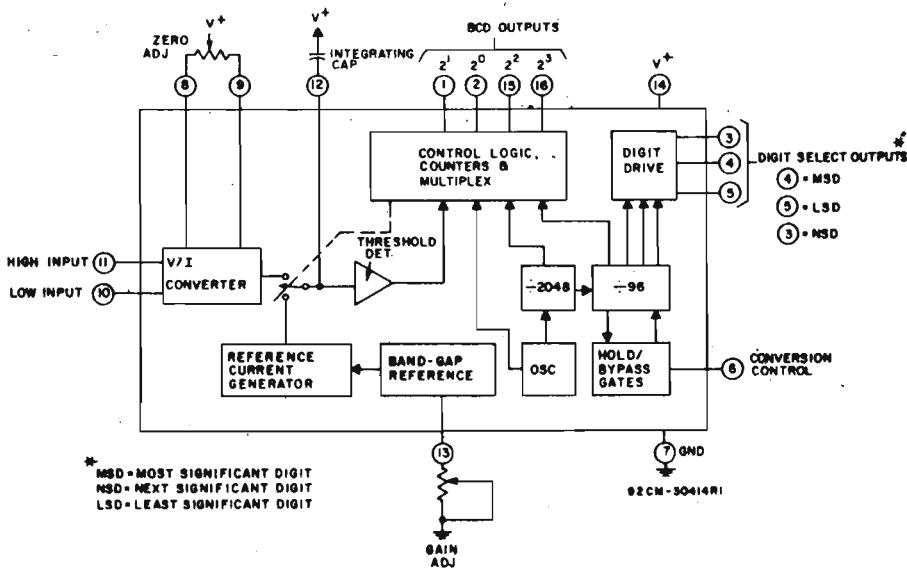 V+
ZERO
ADJ
8
9
V+
INTEGRATING
CAP
12
BCD OUTPUTS
2¹ 2⁰ 2² 2³
1 2 15 16
V+
14
CONTROL LOGIC,
COUNTERS &
MULTIPLEX
DIGIT
DRIVE
3
4
5
DIGIT SELECT OUTPUTS*
4 = MSD
5 = LSD
3 = NSD
HIGH INPUT 11
LOW INPUT 10
V/I
CONVERTER
THRESHOLD
DET.
÷2048
÷96
REFERENCE
CURRENT
GENERATOR
BAND-GAP
REFERENCE
OSC
HOLD/
BYPASS
GATES
6 CONVERSION
CONTROL
13
7 GND
* MSD = MOST SIGNIFICANT DIGIT
NSD = NEXT SIGNIFICANT DIGIT
LSD = LEAST SIGNIFICANT DIGIT
92CM-30414R1
GAIN
ADJ